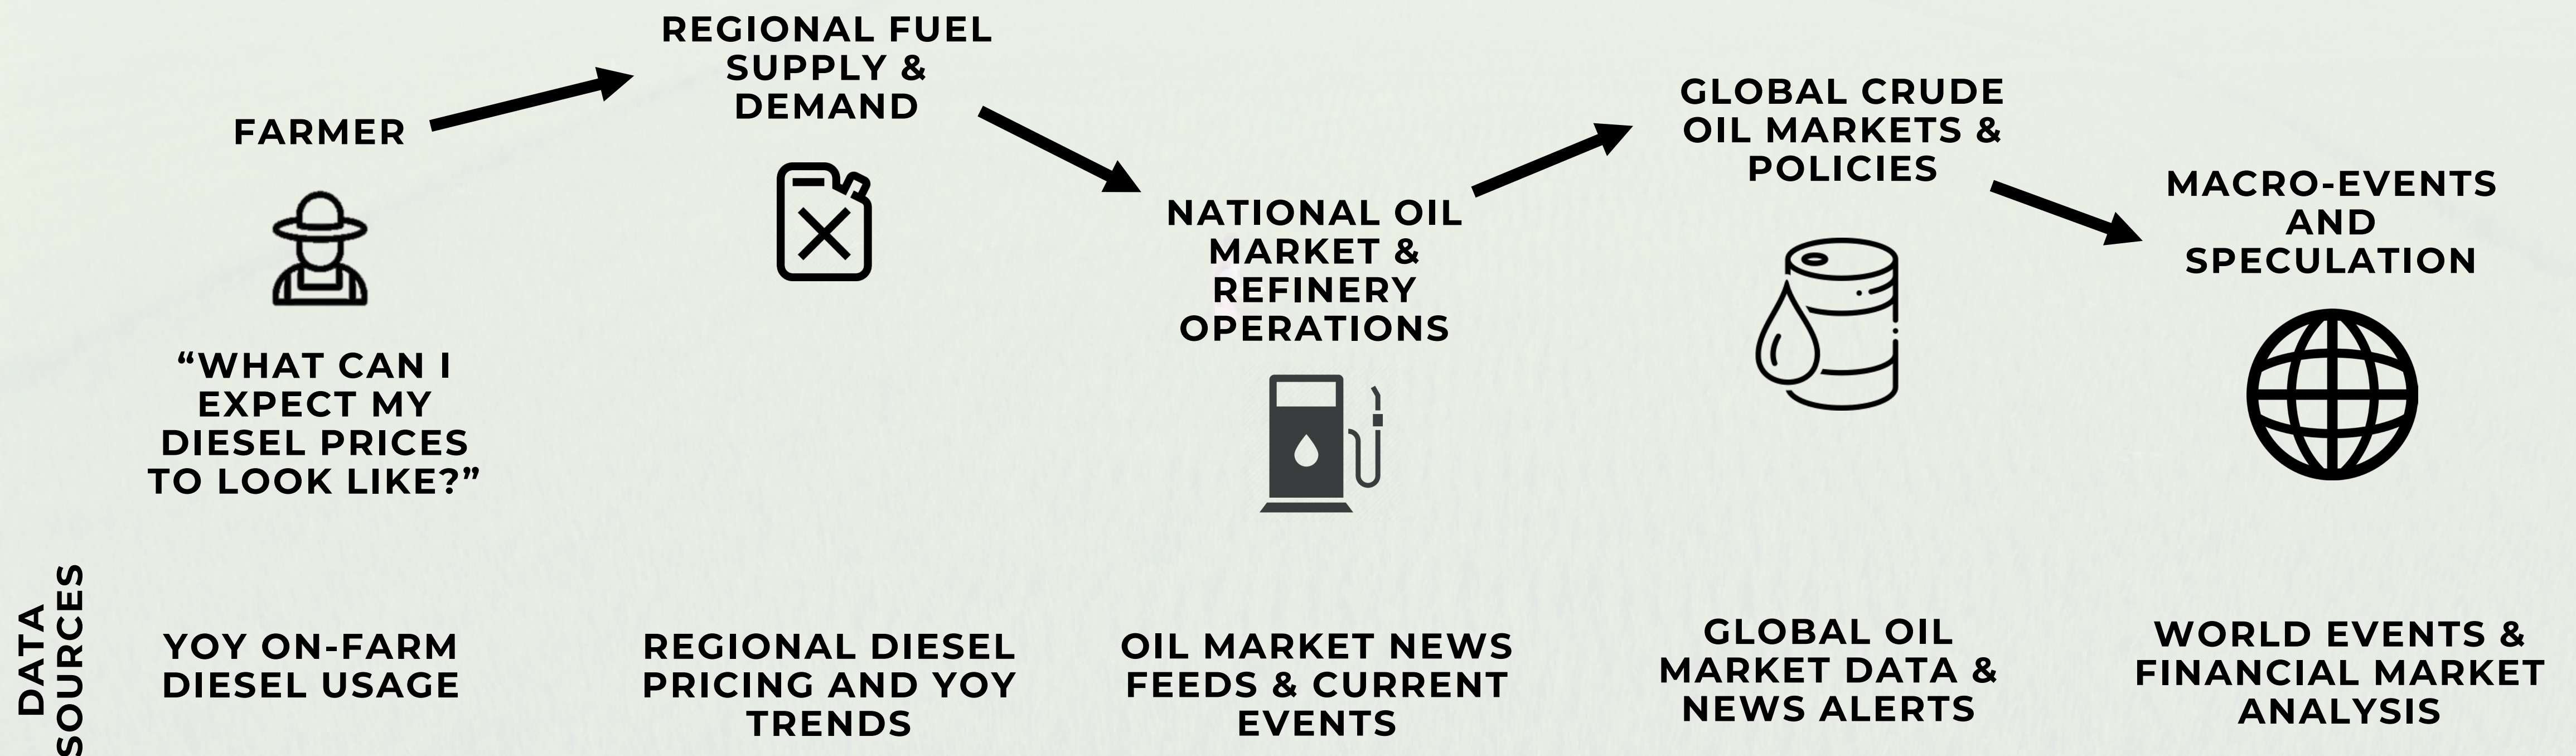 FARMER
“WHAT CAN I
EXPECT MY
DIESEL PRICES
TO LOOK LIKE?”
REGIONAL FUEL
SUPPLY &
DEMAND
NATIONAL OIL
MARKET &
REFINERY
OPERATIONS
GLOBAL CRUDE
OIL MARKETS &
POLICIES
MACRO-EVENTS
AND
SPECULATION
DATA
SOURCES
YOY ON-FARM
DIESEL USAGE
REGIONAL DIESEL
PRICING AND YOY
TRENDS
OIL MARKET NEWS
FEEDS & CURRENT
EVENTS
GLOBAL OIL
MARKET DATA &
NEWS ALERTS
WORLD EVENTS &
FINANCIAL MARKET
ANALYSIS